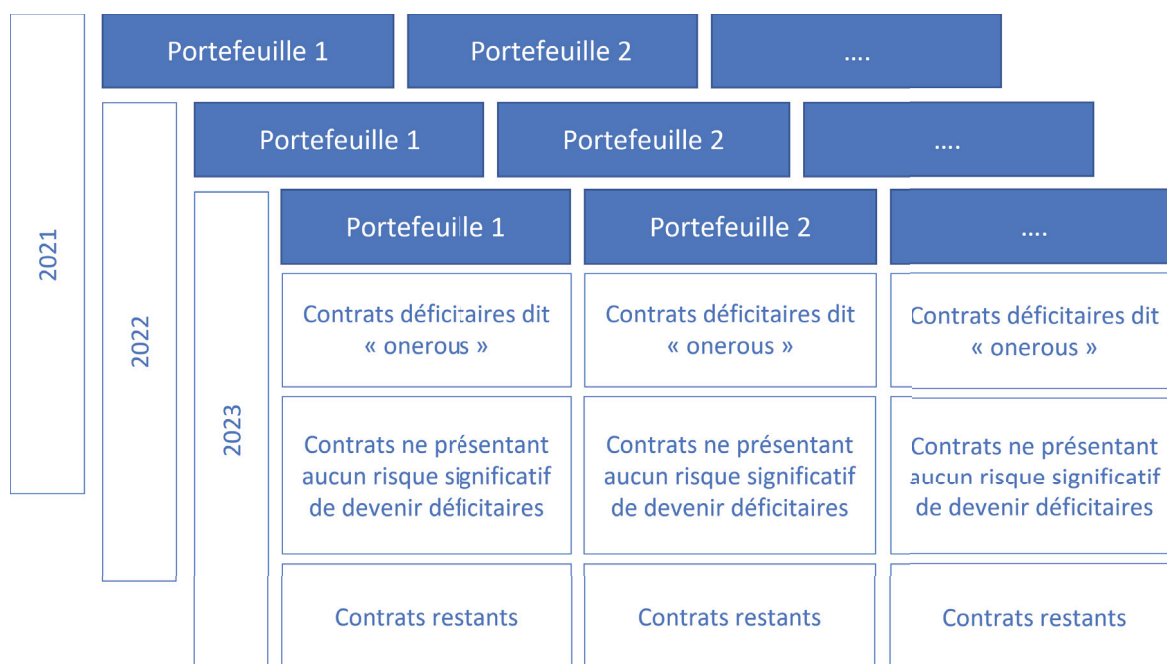 Portefeuille 1
Portefeuille 2
....
2021
Portefeuille 1
Portefeuille 2
....
2022
Portefeuille 1
Portefeuille 2
....
2023
Contrats déficitaires dit
« onerous »
Contrats déficitaires dit
« onerous »
Contrats déficitaires dit
« onerous »
Contrats ne présentant
aucun risque significatif
de devenir déficitaires
Contrats ne présentant
aucun risque significatif
de devenir déficitaires
Contrats ne présentant
aucun risque significatif
de devenir déficitaires
Contrats restants
Contrats restants
Contrats restants